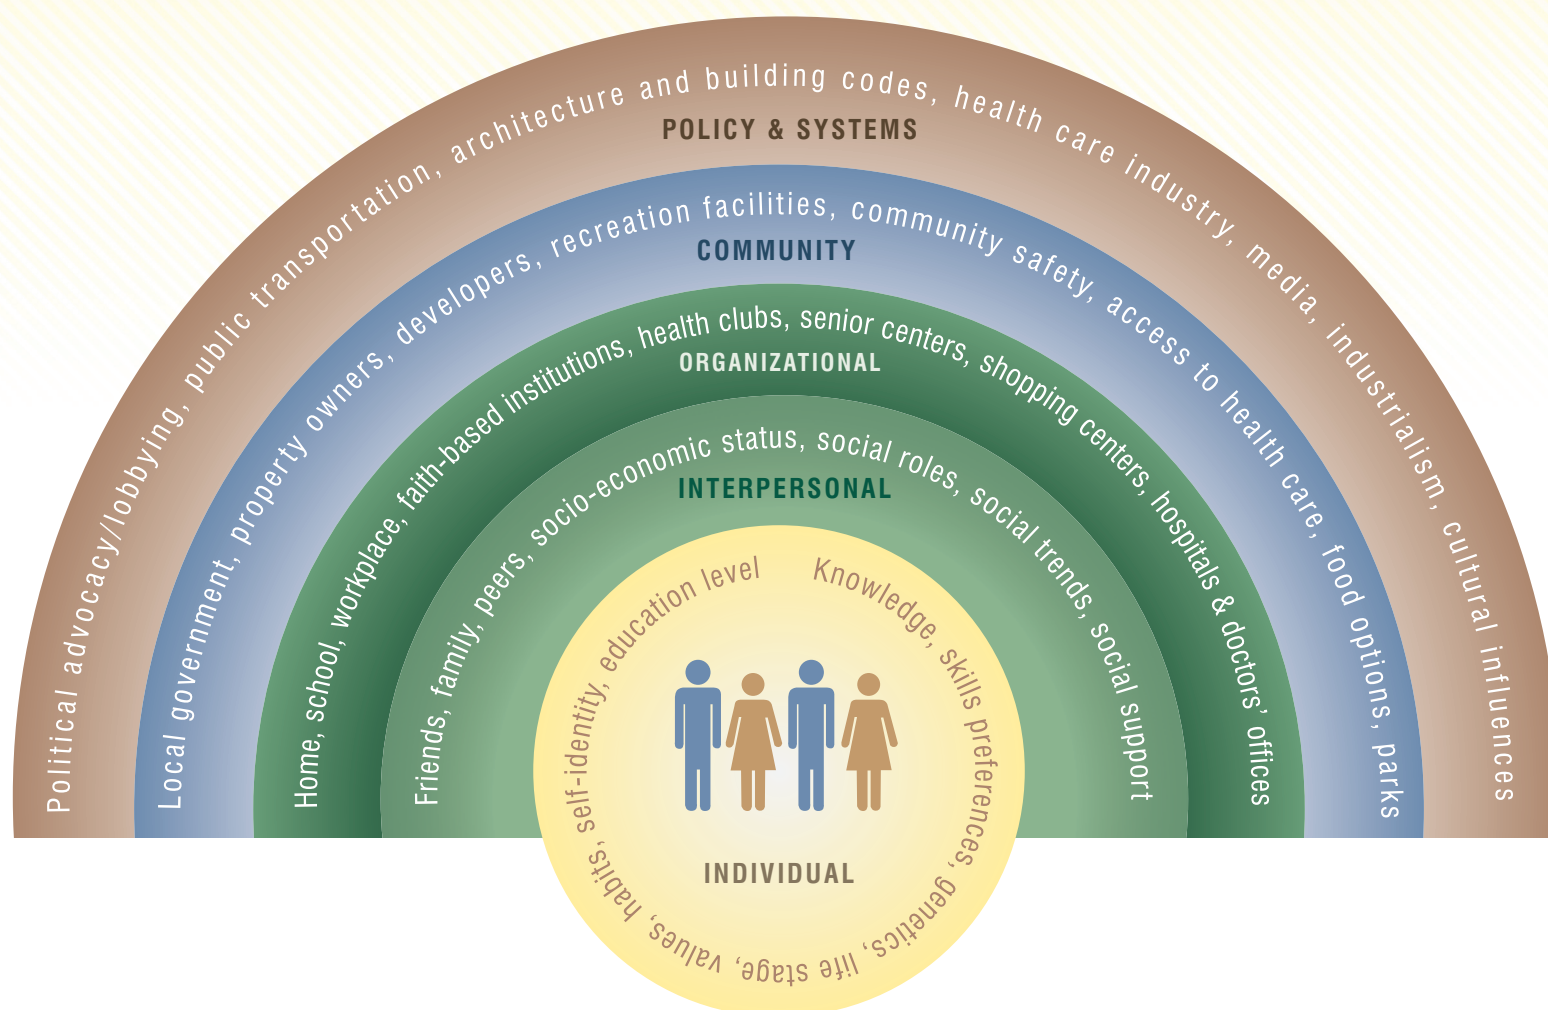 Political advocacy/lobbying, public transportation, architecture and building codes, health care industry, media, industrialism, cultural influences
POLICY & SYSTEMS
Local government, property owners, developers, recreation facilities, community safety, access to health care, food options, parks
COMMUNITY
Home, school, workplace, faith-based institutions, health clubs, senior centers, shopping centers, hospitals & doctors’ offices
ORGANIZATIONAL
Friends, family, peers, socio-economic status, social roles, social trends, social support
INTERPERSONAL
Knowledge, skills preferences, genetics, life stage, values, habits, self-identity, education level
INDIVIDUAL